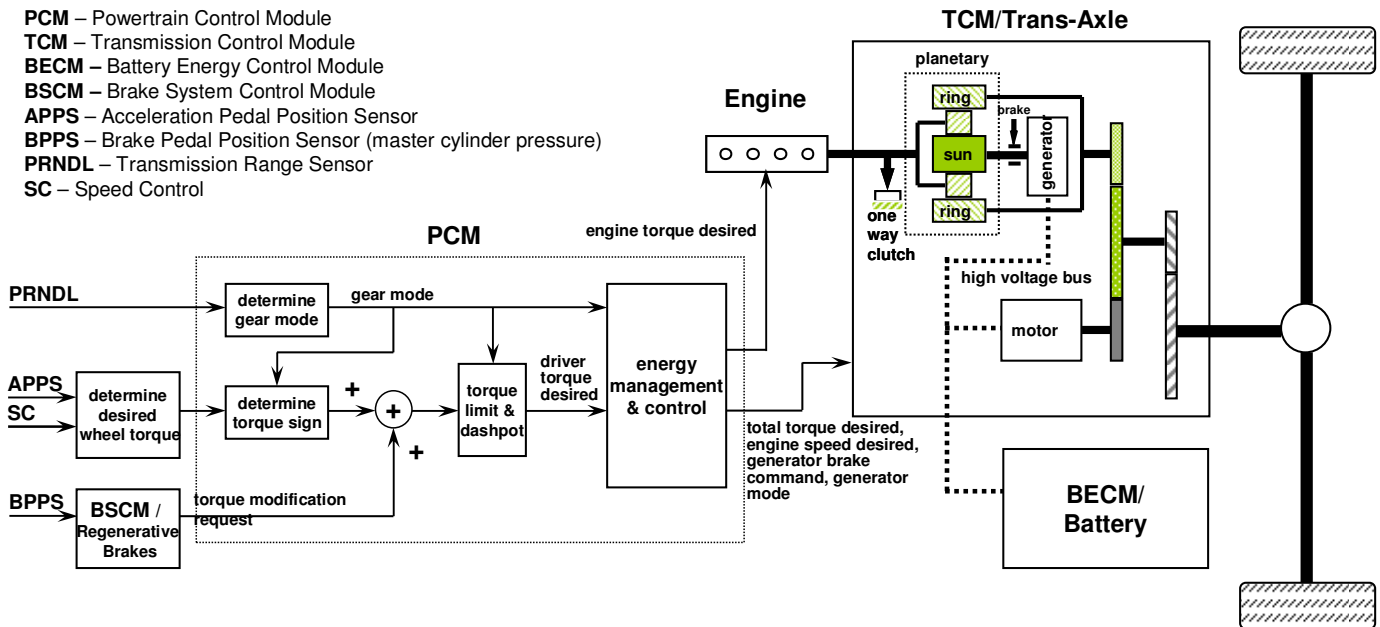 PCM – Powertrain Control Module
TCM – Transmission Control Module
BECM – Battery Energy Control Module
BSCM – Brake System Control Module
APPS – Acceleration Pedal Position Sensor
BPPS – Brake Pedal Position Sensor (master cylinder pressure)
PRNDL – Transmission Range Sensor
SC – Speed Control
TCM/Trans-Axle
planetary
Engine
ring
brake
sun
generator
ring
one
way
clutch
high voltage bus
motor
BECM/
Battery
PCM
engine torque desired
PRNDL
determine
gear mode
gear mode
APPS
SC
determine
desired
wheel torque
determine
torque sign
+
+
+
torque
limit &
dashpot
driver
torque
desired
energy
management
& control
total torque desired,
engine speed desired,
generator brake
command, generator
mode
BPPS
BSCM /
Regenerative
Brakes
torque modification
request